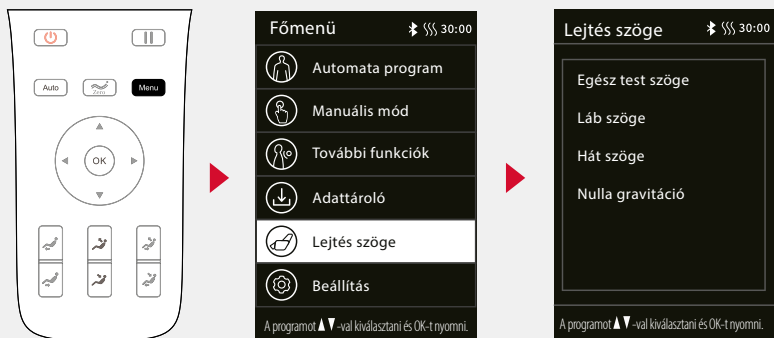 Auto
Zero
Menu
OK
Főmenü 30:00
Automata program
Manuális mód
További funkciók
Adattároló
Lejtés szöge
Beállítás
A programot ▲▼-val kiválasztani és OK-t nyomni.
Lejtés szöge 30:00
Egész test szöge
Láb szöge
Hát szöge
Nulla gravitáció
A programot ▲▼-val kiválasztani és OK-t nyomni.